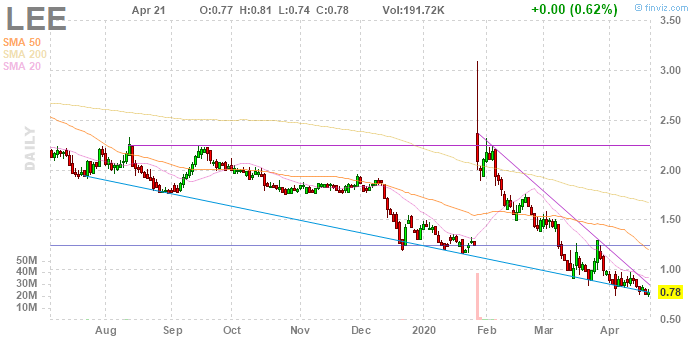 LEE Apr 21 O:0.77 H:0.81 L:0.74 C:0.78 Vol:191.72K +0.00 (0.62%) © finviz.com
SMA 50
SMA 200
SMA 20
DAILY
3.50
3.00
2.50
2.00
1.50
1.00
0.78
0.50
50M
40M
30M
20M
10M
Aug Sep Oct Nov Dec 2020 Feb Mar Apr